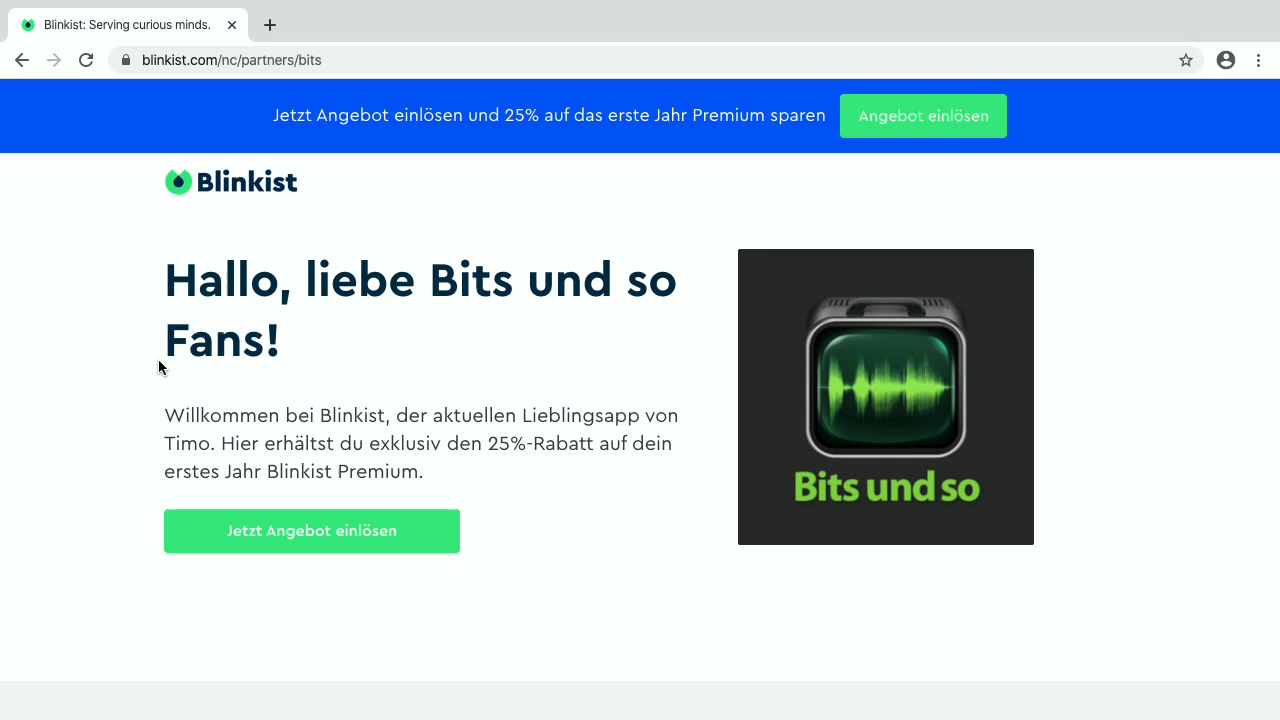 Blinkist: Serving curious minds.
blinkist.com/nc/partners/bits
Jetzt Angebot einlösen und 25% auf das erste Jahr Premium sparen
Angebot einlösen
Blinkist
Hallo, liebe Bits und so
Fans!
Willkommen bei Blinkist, der aktuellen Lieblingsapp von
Timo. Hier erhältst du exklusiv den 25%-Rabatt auf dein
erstes Jahr Blinkist Premium.
Jetzt Angebot einlösen
Bits und so